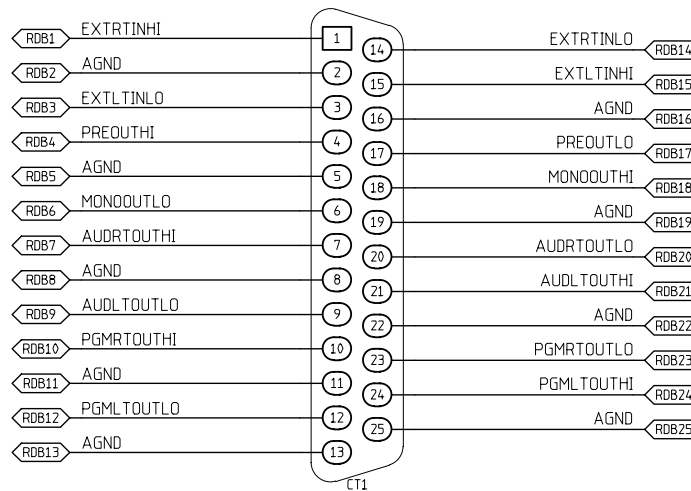 RDB1 EXTRTINHI 1
14 EXTRTINLO RDB14
RDB2 AGND 2
15 EXTLTINHI RDB15
RDB3 EXTLTINLO 3
16 AGND RDB16
RDB4 PREOUTHI 4
17 PREOUTLO RDB17
RDB5 AGND 5
18 MONOOUTHI RDB18
RDB6 MONOOUTLO 6
19 AGND RDB19
RDB7 AUDRTOUTHI 7
20 AUDRTOUTLO RDB20
RDB8 AGND 8
21 AUDLTOUTHI RDB21
RDB9 AUDLTOUTLO 9
22 AGND RDB22
RDB10 PGMRTOUTHI 10
23 PGMRTOUTLO RDB23
RDB11 AGND 11
24 PGMLTOUTHI RDB24
RDB12 PGMLTOUTLO 12
25 AGND RDB25
RDB13 AGND 13
CT1